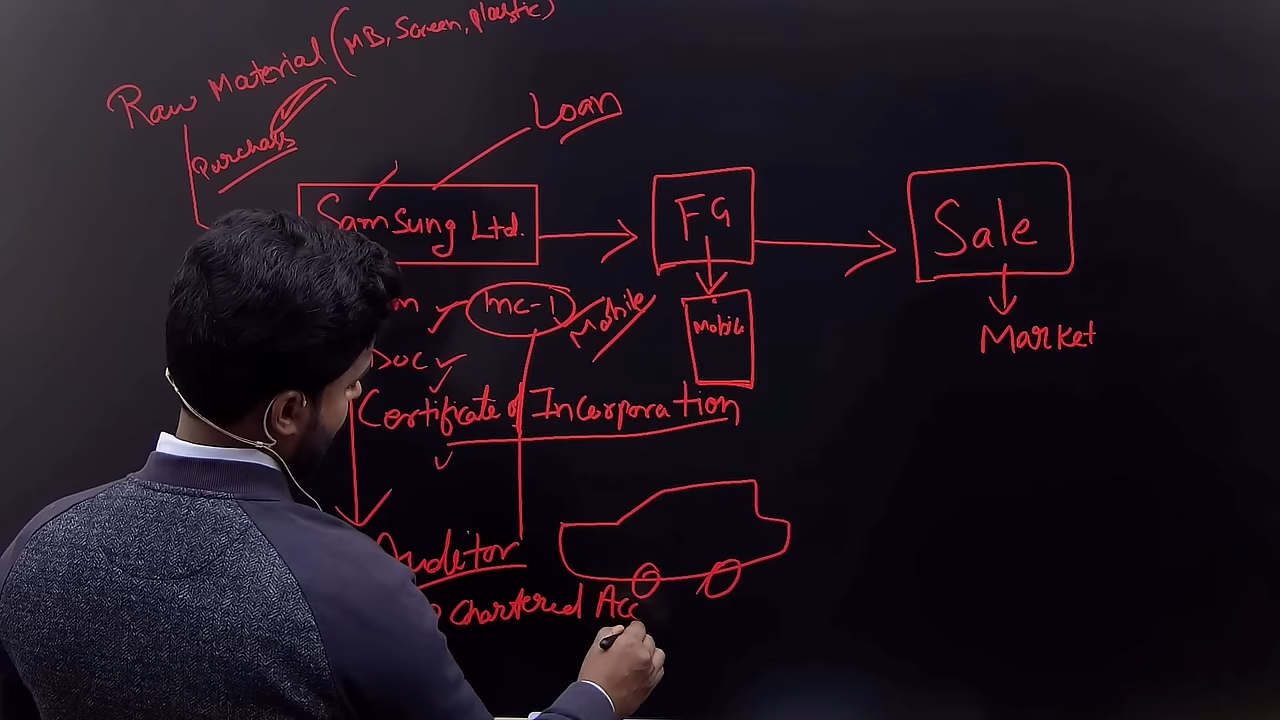 Raw Material (MB, Screen, plastic)
Purchase
Loan
Samsung Ltd.
FG
Sale
Inc-1
Mobile
Mobile
Market
DOC
Certificate of Incorporation
Auditor
Chartered Acc